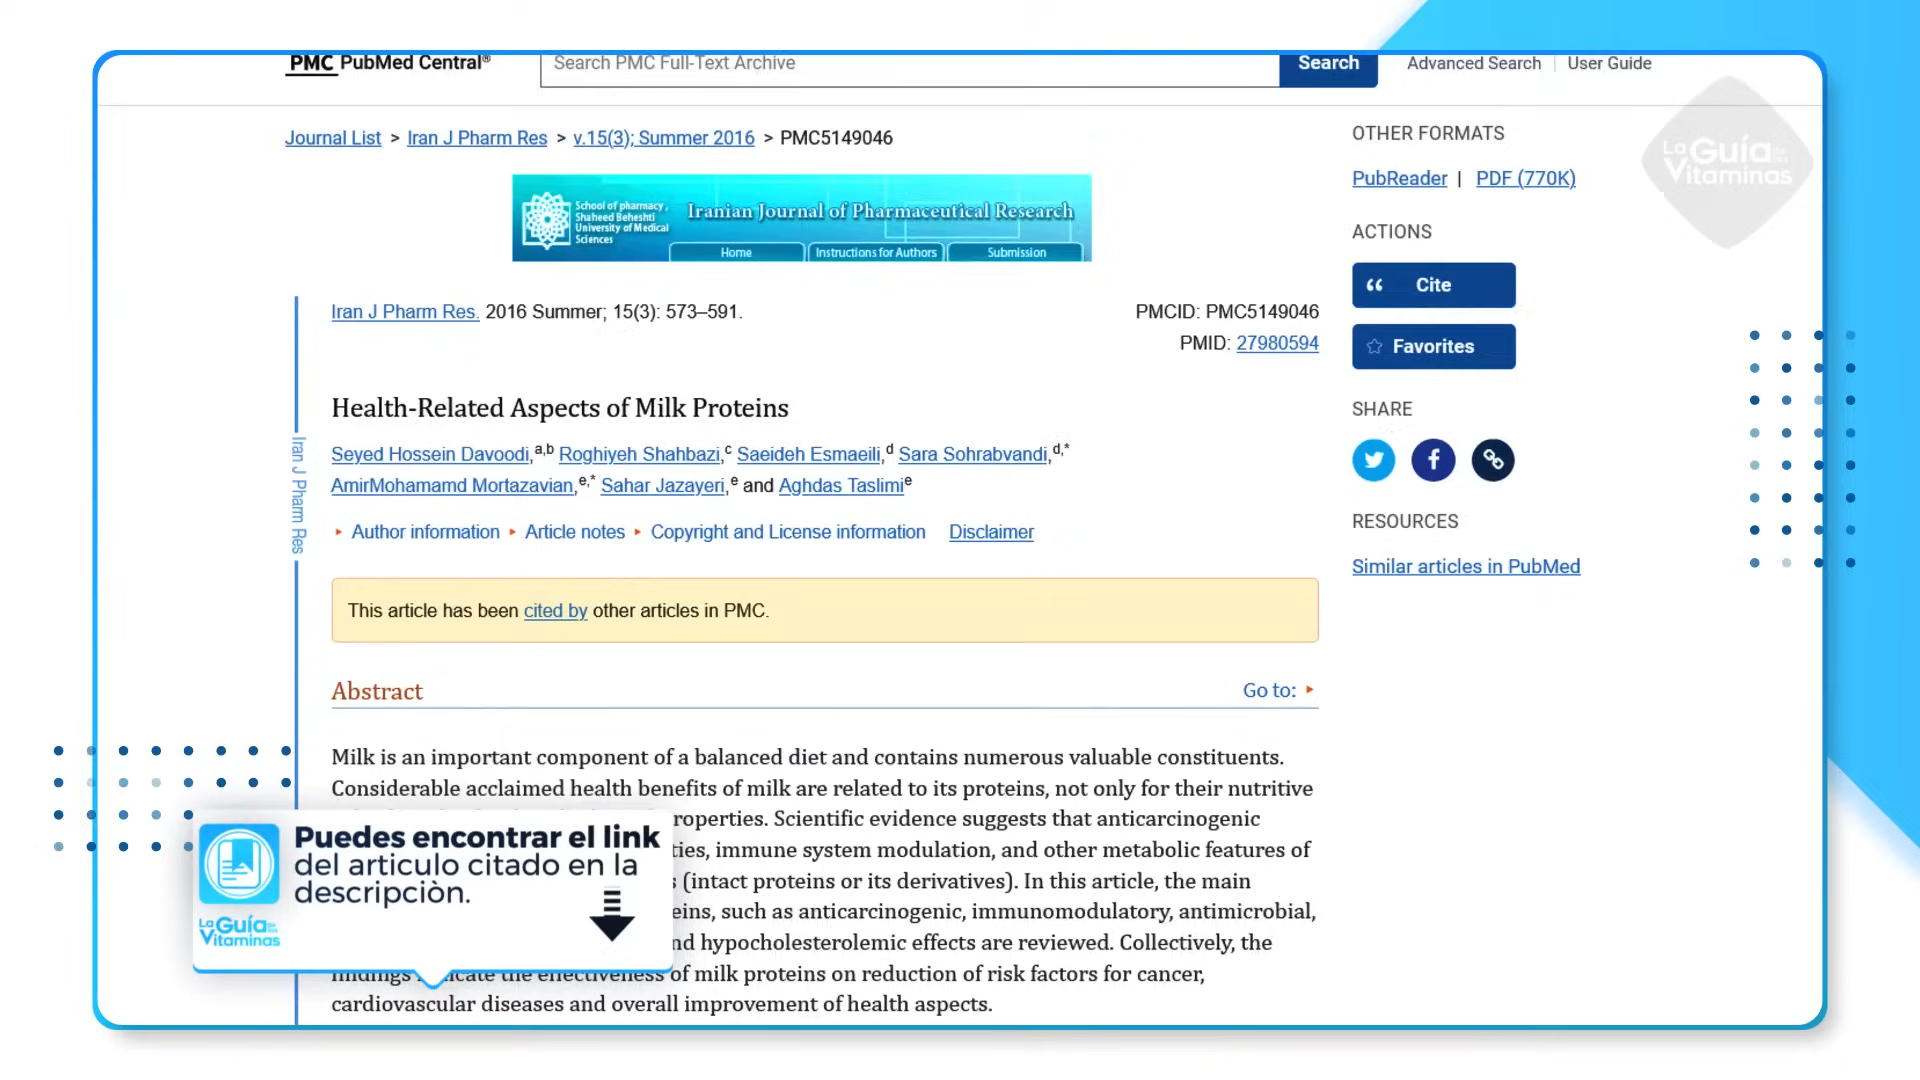 PMC PubMed Central®
Search PMC Full-Text Archive
Search
Advanced Search
User Guide
Journal List > Iran J Pharm Res > v.15(3); Summer 2016 > PMC5149046
School of pharmacy,
Shaheed Beheshti
University of Medical
Sciences
Iranian Journal of Pharmaceutical Research
Home
Instructions for Authors
Submission
Iran J Pharm Res. 2016 Summer; 15(3): 573–591.
PMCID: PMC5149046
PMID: 27980594
Iran J Pharm Res
Health-Related Aspects of Milk Proteins
Seyed Hossein Davoodi,a,b Roghiyeh Shahbazi,c Saeideh Esmaeili,d Sara Sohrabvandi,d,*
AmirMohamamd Mortazavian,e,* Sahar Jazayeri,e and Aghdas Taslimie
Author information
Article notes
Copyright and License information
Disclaimer
This article has been cited by other articles in PMC.
Abstract
Go to:
Milk is an important component of a balanced diet and contains numerous valuable constituents.
Considerable acclaimed health benefits of milk are related to its proteins, not only for their nutritive
Scientific evidence suggests that anticarcinogenic
immune system modulation, and other metabolic features of
(intact proteins or its derivatives). In this article, the main
such as anticarcinogenic, immunomodulatory, antimicrobial,
hypocholesterolemic effects are reviewed. Collectively, the
findings of milk proteins on reduction of risk factors for cancer,
cardiovascular diseases and overall improvement of health aspects.
OTHER FORMATS
PubReader | PDF (770K)
ACTIONS
Cite
Favorites
SHARE
RESOURCES
Similar articles in PubMed
La Guía de las
Vitaminas
Puedes encontrar el link
del articulo citado en la
descripciòn.
La Guía de las
Vitaminas